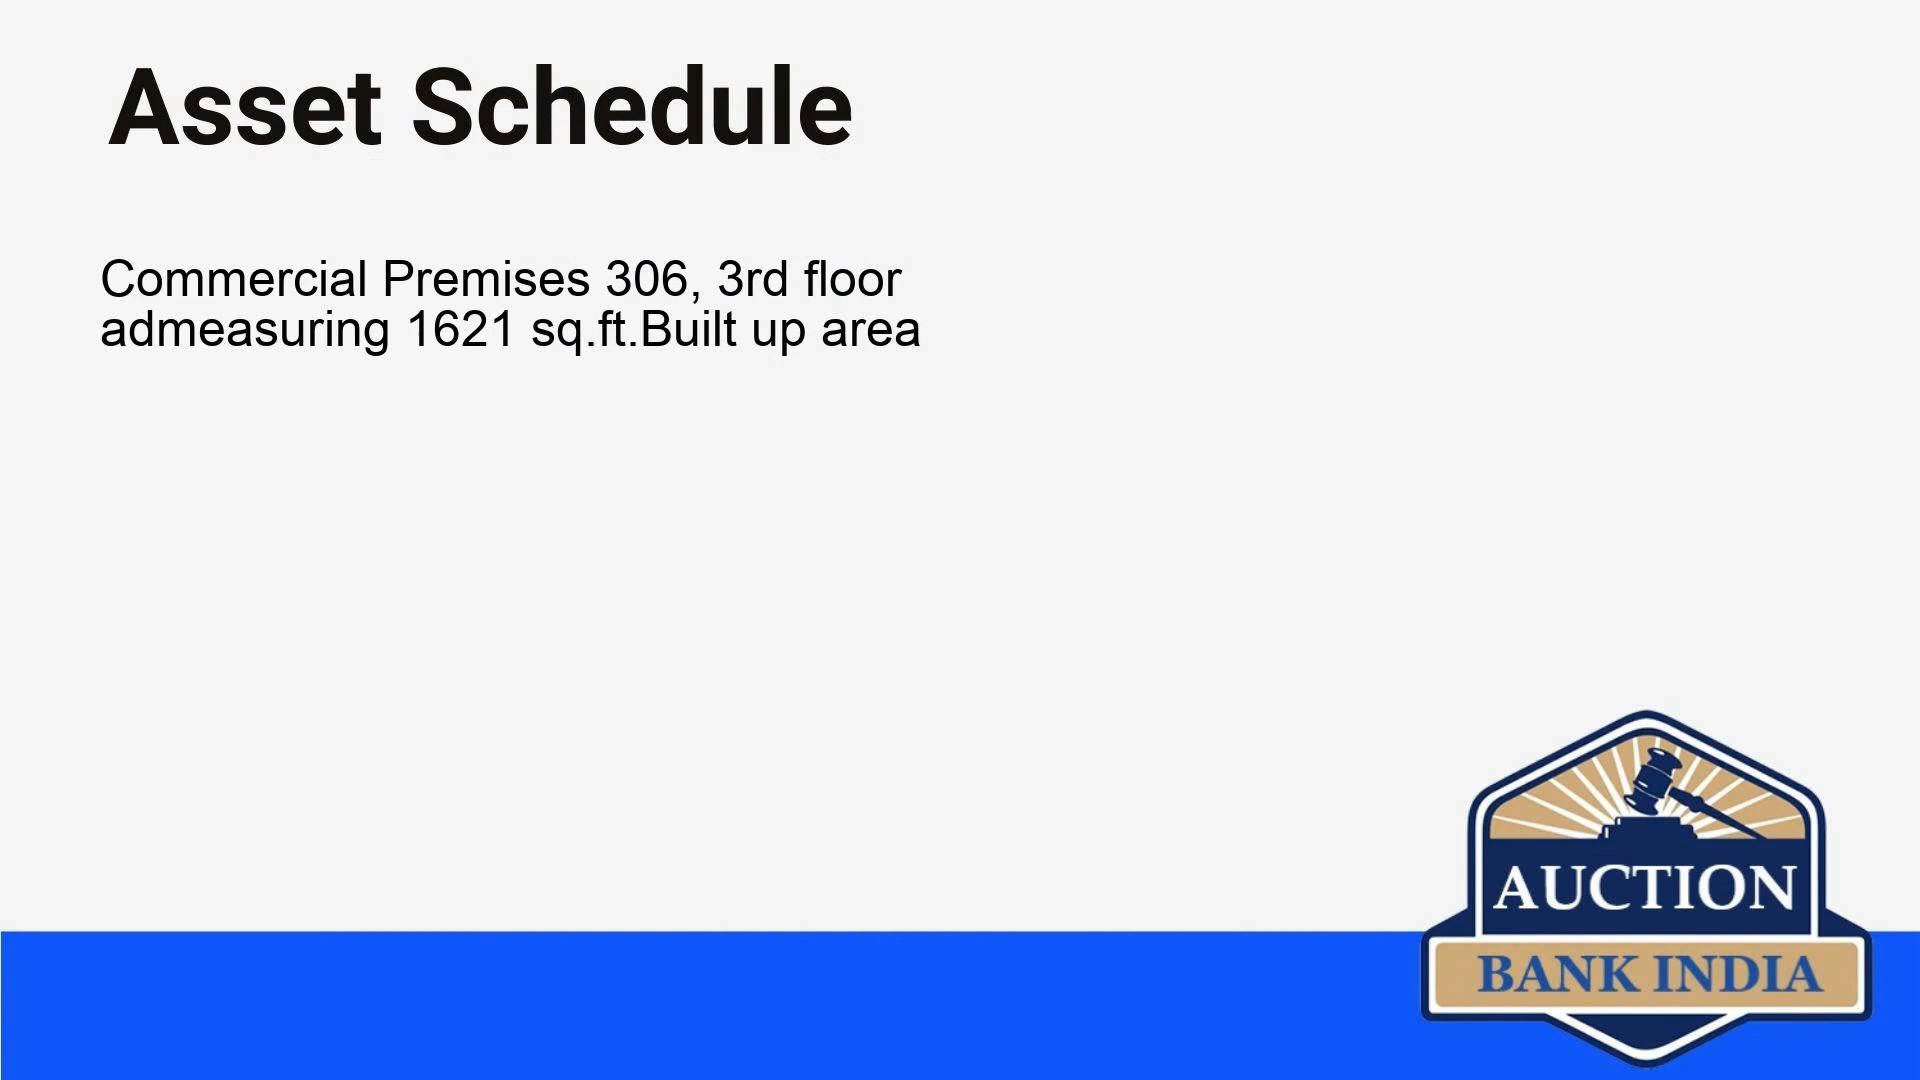 Asset Schedule
Commercial Premises 306, 3rd floor
admeasuring 1621 sq.ft.Built up area
AUCTION
BANK INDIA